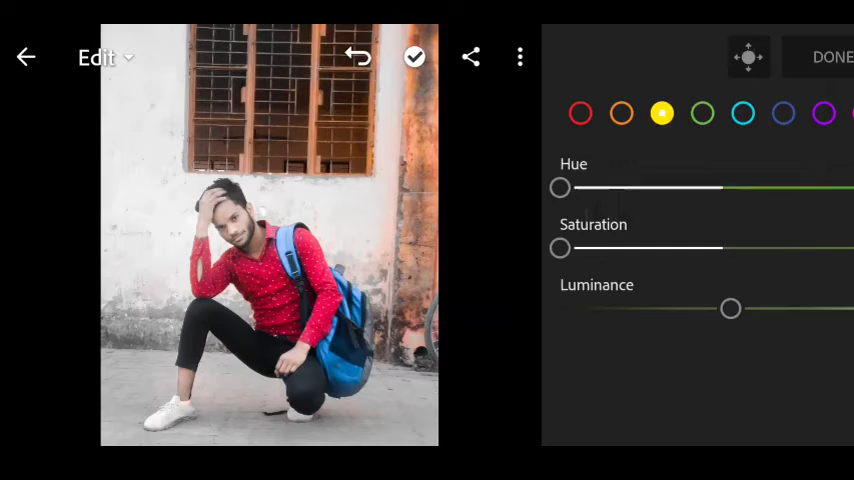 Edit
DONE
Hue
Saturation
Luminance